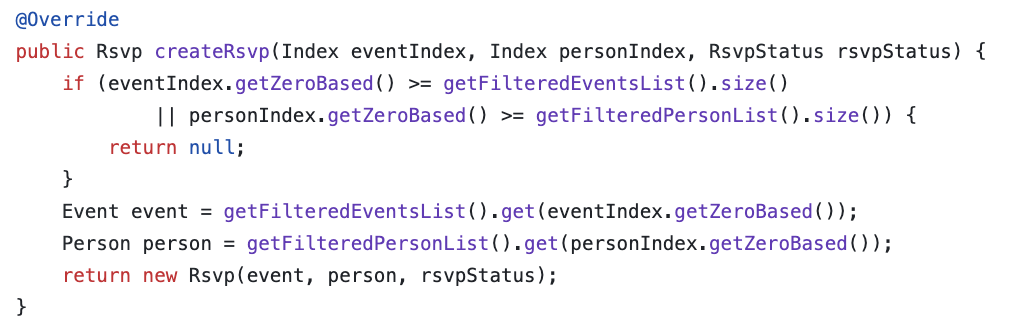 @Override
public Rsvp createRsvp(Index eventIndex, Index personIndex, RsvpStatus rsvpStatus) {
    if (eventIndex.getZeroBased() >= getFilteredEventsList().size()
            || personIndex.getZeroBased() >= getFilteredPersonList().size()) {
        return null;
    }
    Event event = getFilteredEventsList().get(eventIndex.getZeroBased());
    Person person = getFilteredPersonList().get(personIndex.getZeroBased());
    return new Rsvp(event, person, rsvpStatus);
}